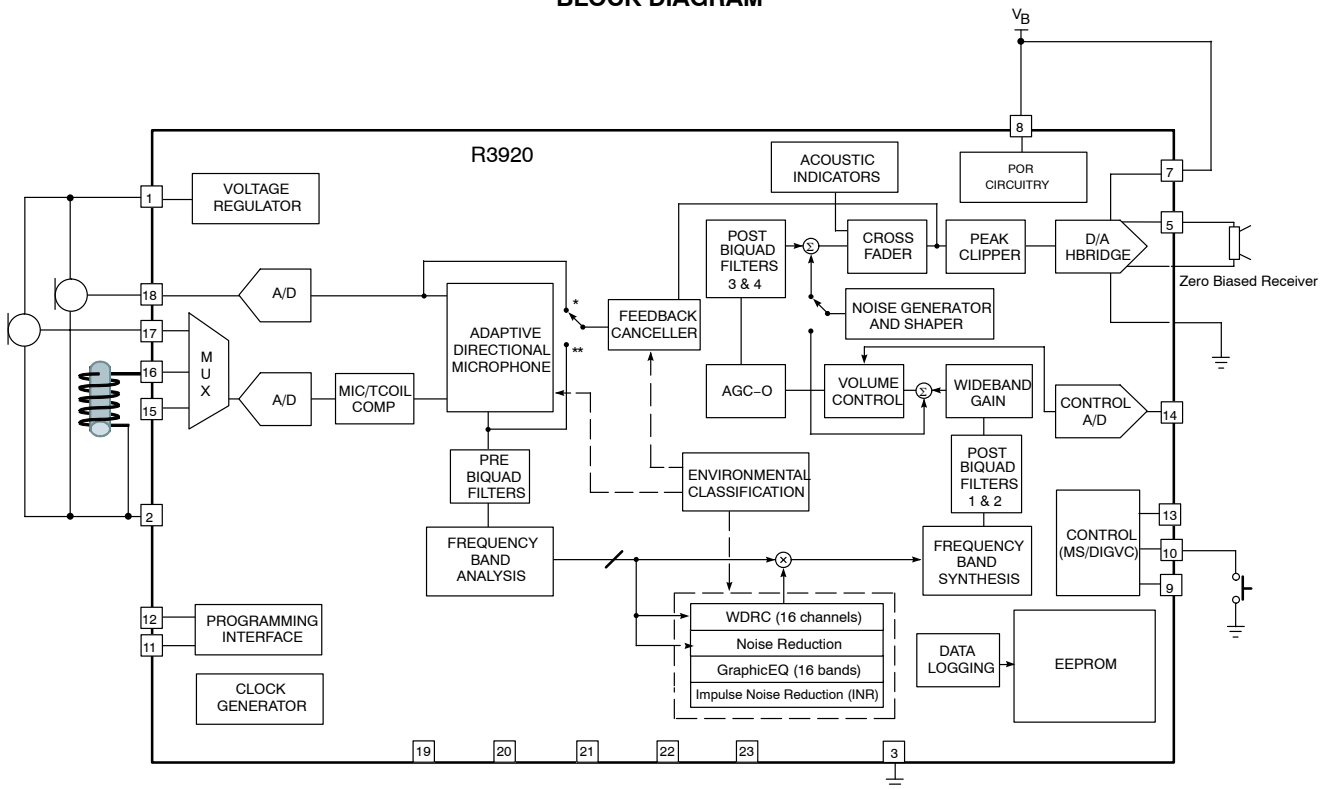 BLOCK DIAGRAM
VB
8
R3920
ACOUSTIC
INDICATORS
POR
CIRCUITRY
7
1
VOLTAGE
REGULATOR
5
POST
BIQUAD
FILTERS
3 & 4
Σ
CROSS
FADER
PEAK
CLIPPER
D/A
HBRIDGE
Zero Biased Receiver
18
A/D
*
FEEDBACK
CANCELLER
NOISE GENERATOR
AND SHAPER
17
ADAPTIVE
DIRECTIONAL
MICROPHONE
**
16
MUX
15
A/D
MIC/TCOIL
COMP
AGC-O
VOLUME
CONTROL
Σ
WIDEBAND
GAIN
CONTROL
A/D
14
PRE
BIQUAD
FILTERS
ENVIRONMENTAL
CLASSIFICATION
POST
BIQUAD
FILTERS
1 & 2
2
13
FREQUENCY
BAND
ANALYSIS
×
FREQUENCY
BAND
SYNTHESIS
CONTROL
(MS/DIGVC)
10
9
12
PROGRAMMING
INTERFACE
11
WDRC (16 channels)
Noise Reduction
GraphicEQ (16 bands)
Impulse Noise Reduction (INR)
DATA
LOGGING
EEPROM
CLOCK
GENERATOR
19 20 21 22 23 3